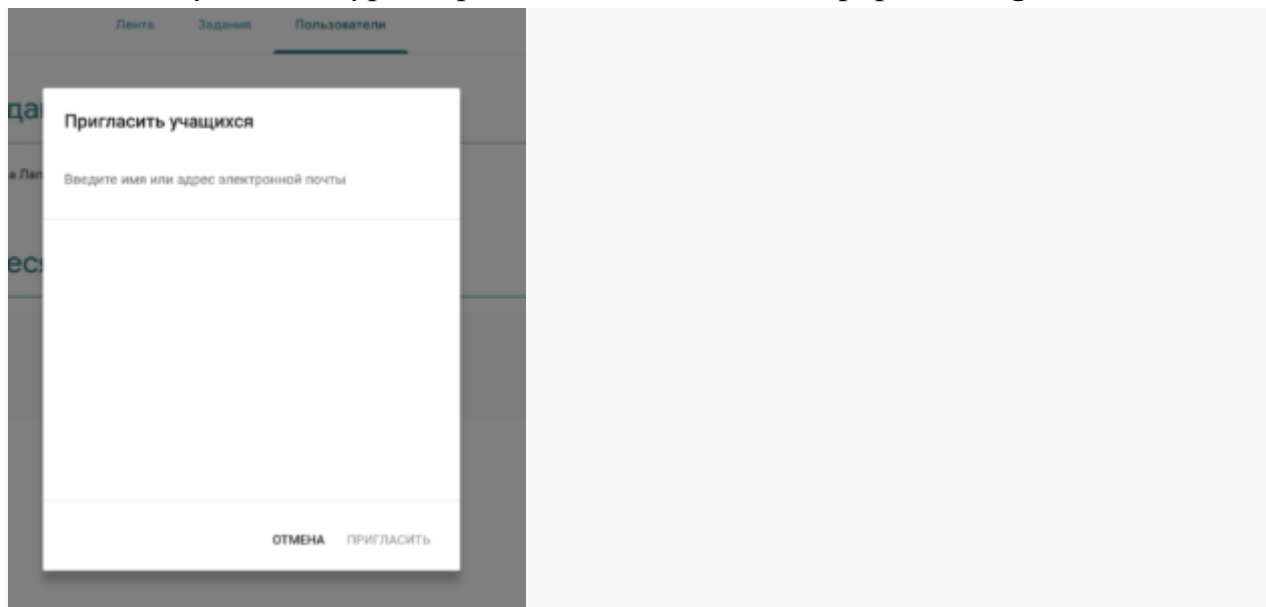 Лента Задания Пользователи
Пригласить учащихся
Введите имя или адрес электронной почты
ОТМЕНА ПРИГЛАСИТЬ